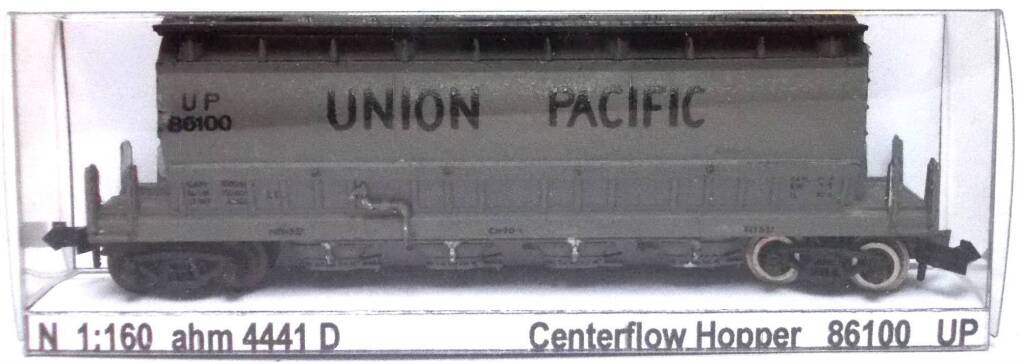 UP
86100
UNION PACIFIC
N 1:160 ahm 4441 D
Centerflow Hopper 86100 UP